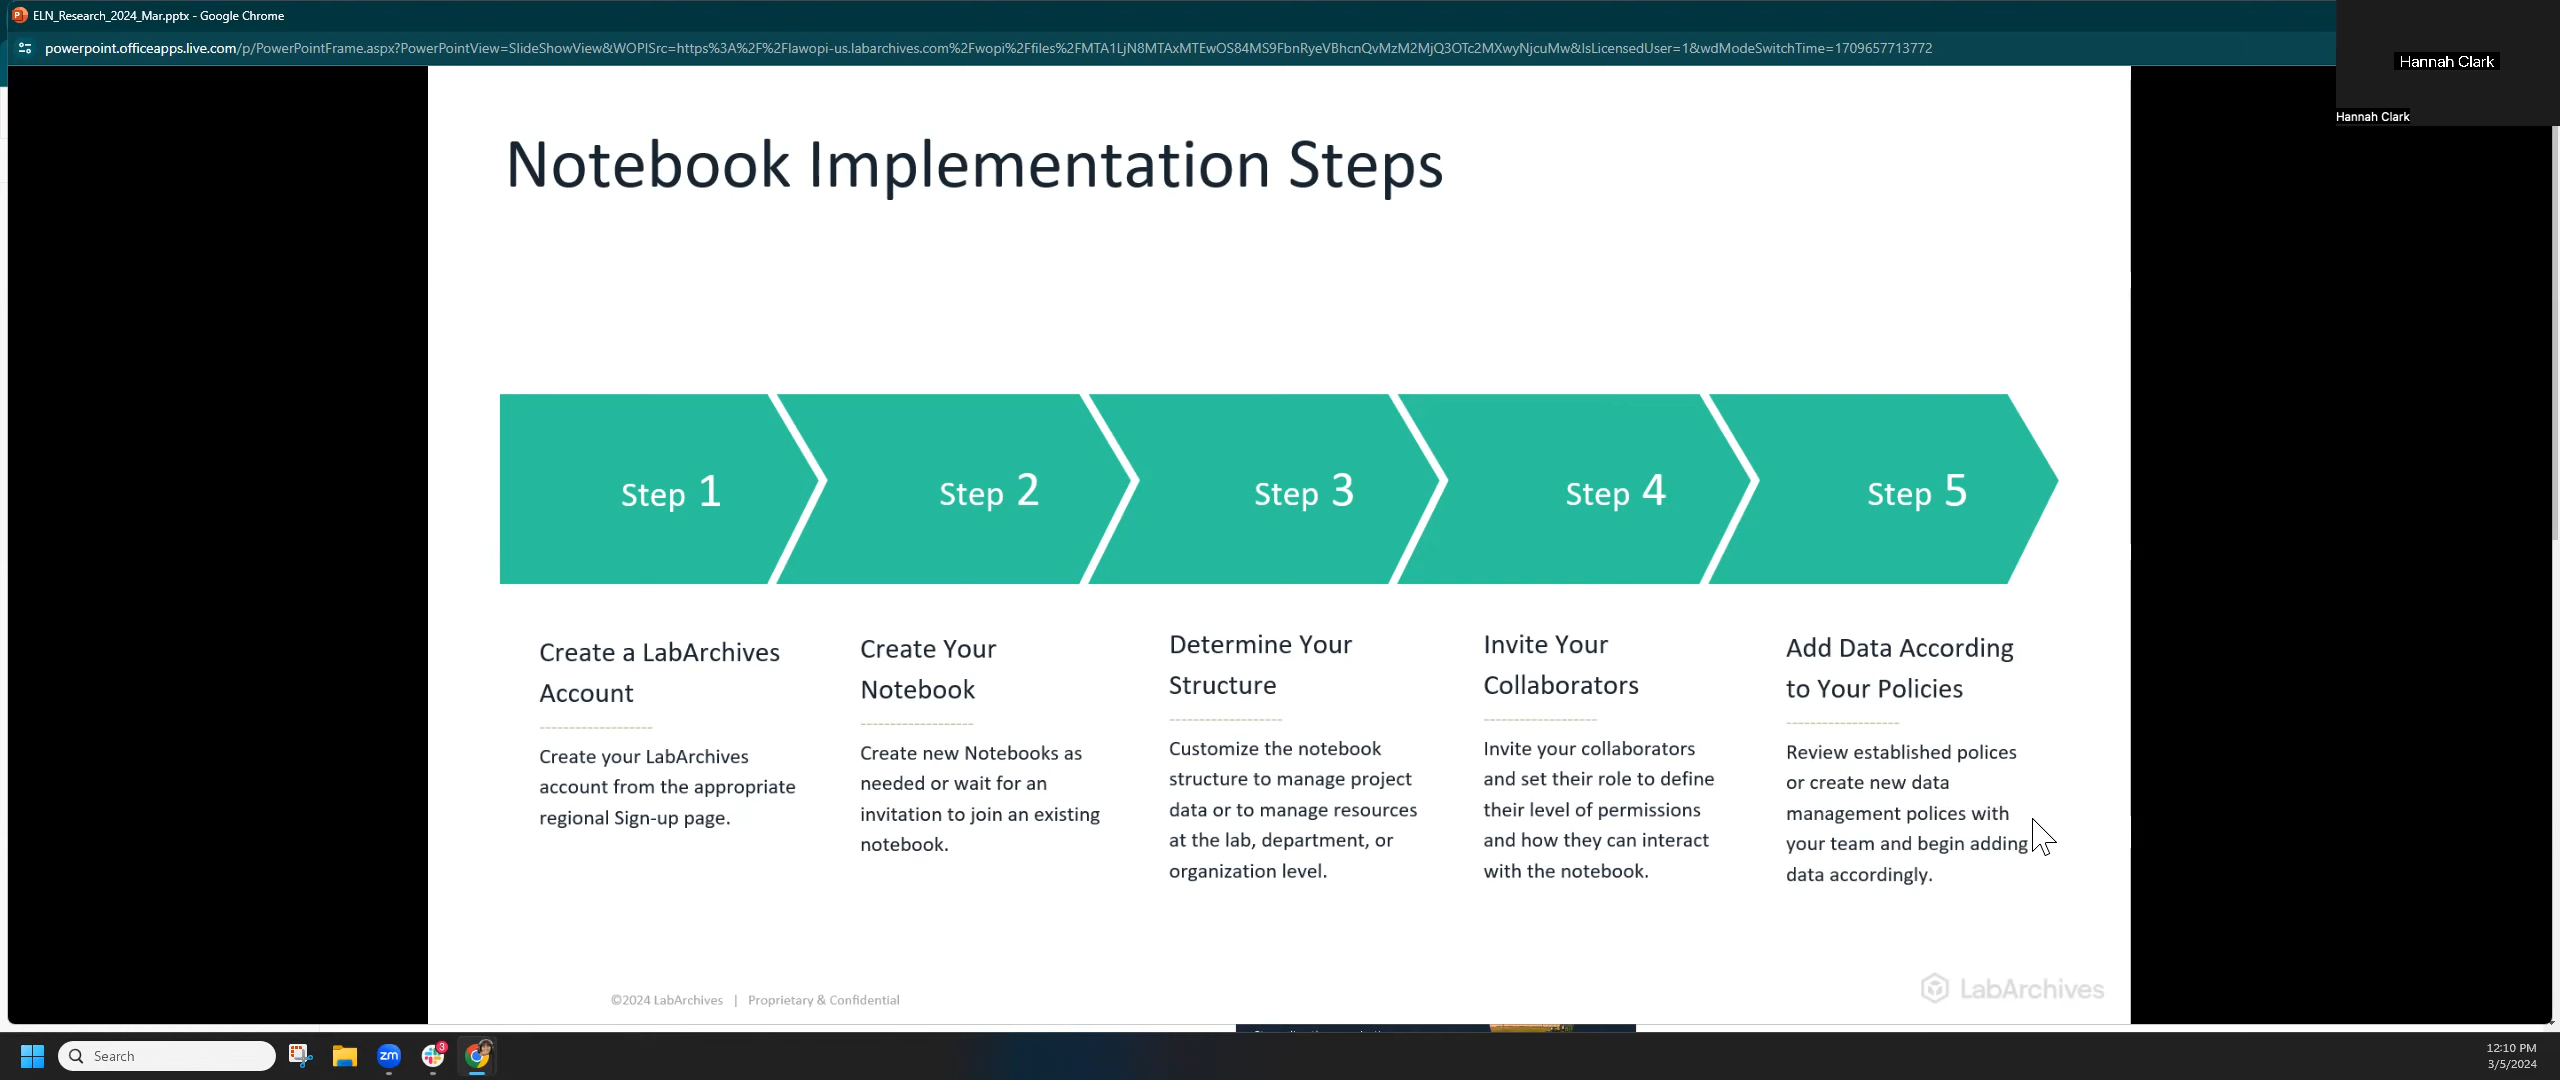 ELN_Research_2024_Mar.pptx - Google Chrome
powerpoint.officeapps.live.com/p/PowerPointFrame.aspx?PowerPointView=SlideShowView&WOPISrc=https%3A%2F%2Flawopi-us.labarchives.com%2Fwopi%2Ffiles%2FMTA1LjN8MTAxMTEwOS84MS9FbnRyeVBhcnQvMzM2MjQ3OTc2MXwyNjcuMw&IsLicensedUser=1&wdModeSwitchTime=1709657713772
Hannah Clark
Hannah Clark
Notebook Implementation Steps
Step 1
Step 2
Step 3
Step 4
Step 5
Create a LabArchives
Account
Create your LabArchives
account from the appropriate
regional Sign-up page.
Create Your
Notebook
Create new Notebooks as
needed or wait for an
invitation to join an existing
notebook.
Determine Your
Structure
Customize the notebook
structure to manage project
data or to manage resources
at the lab, department, or
organization level.
Invite Your
Collaborators
Invite your collaborators
and set their role to define
their level of permissions
and how they can interact
with the notebook.
Add Data According
to Your Policies
Review established polices
or create new data
management polices with
your team and begin adding
data accordingly.
©2024 LabArchives | Proprietary & Confidential
LabArchives
Search
zm
3
12:10 PM
3/5/2024